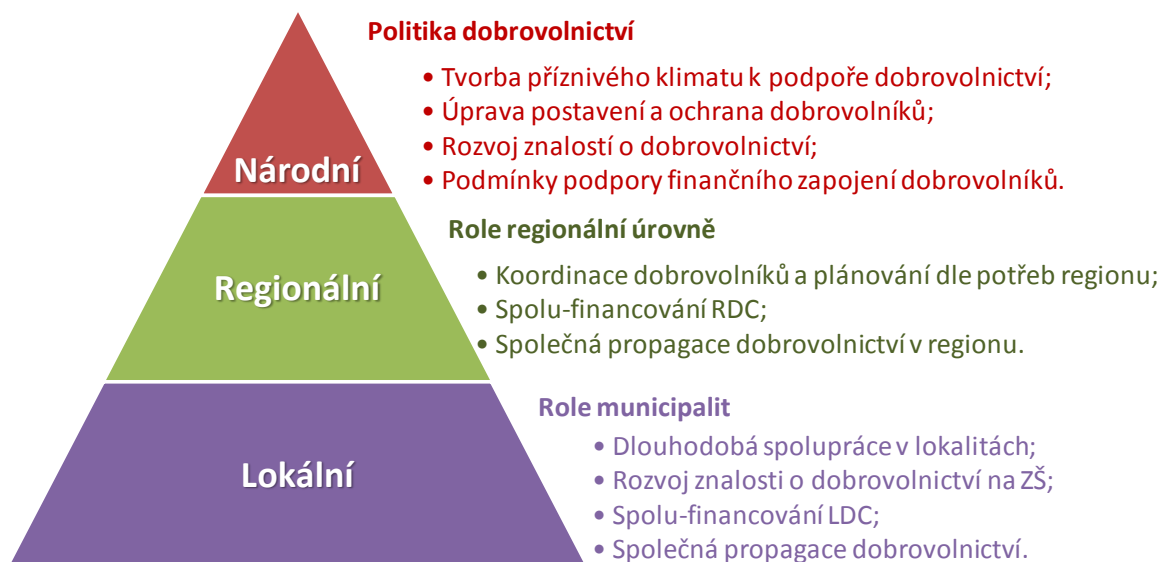 Politika dobrovolnictví
• Tvorba příznivého klimatu k podpoře dobrovolnictví;
• Úprava postavení a ochrana dobrovolníků;
• Rozvoj znalostí o dobrovolnictví;
• Podmínky podpory finančního zapojení dobrovolníků.
Národní
Role regionální úrovně
• Koordinace dobrovolníků a plánování dle potřeb regionu;
• Spolu-financování RDC;
• Společná propagace dobrovolnictví v regionu.
Regionální
Role municipalit
• Dlouhodobá spolupráce v lokalitách;
• Rozvoj znalosti o dobrovolnictví na ZŠ;
• Spolu-financování LDC;
• Společná propagace dobrovolnictví.
Lokální